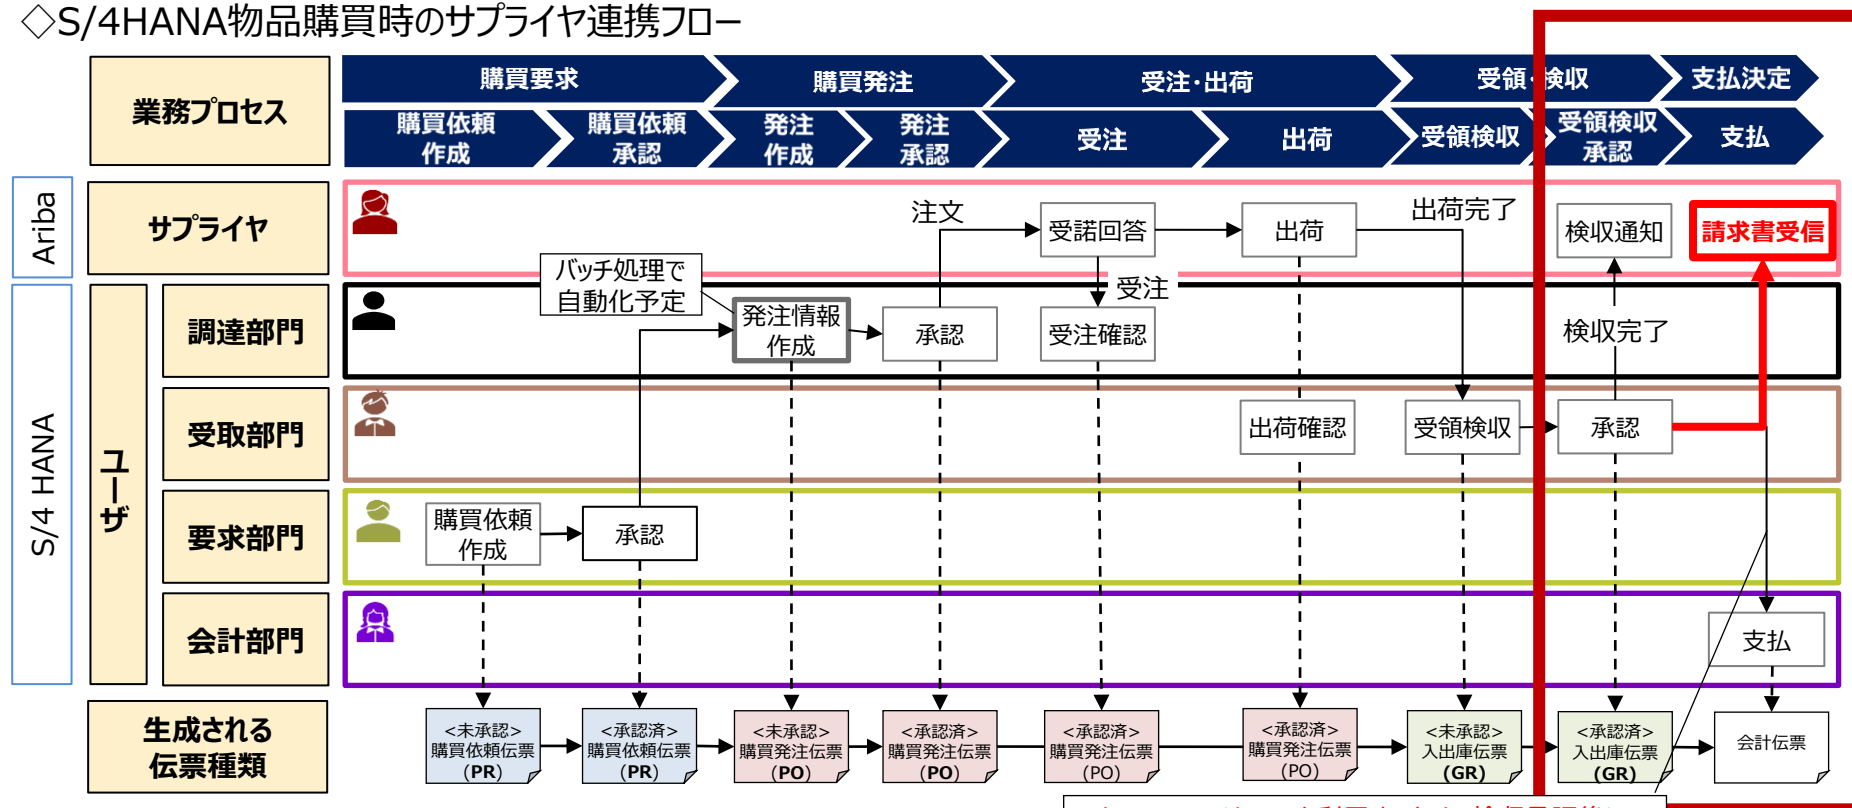 ◇S/4HANA物品購買時のサプライヤ連携フロー
業務プロセス
購買要求
購買発注
受注・出荷
受領・検収
支払決定
購買依頼
作成
購買依頼
承認
発注
作成
発注
承認
受注
出荷
受領検収
受領検収
承認
支払
Ariba
サプライヤ
注文
受諾回答
出荷
出荷完了
検収通知
請求書受信
バッチ処理で
自動化予定
受注
S/4 HANA
ユーザ
調達部門
発注情報
作成
承認
受注確認
検収完了
受取部門
出荷確認
受領検収
承認
要求部門
購買依頼
作成
承認
会計部門
支払
生成される
伝票種類
<未承認>
購買依頼伝票
(PR)
<承認済>
購買依頼伝票
(PR)
<未承認>
購買発注伝票
(PO)
<承認済>
購買発注伝票
(PO)
<承認済>
購買発注伝票
(PO)
<承認済>
購買発注伝票
(PO)
<未承認>
入出庫伝票
(GR)
<承認済>
入出庫伝票
(GR)
会計伝票